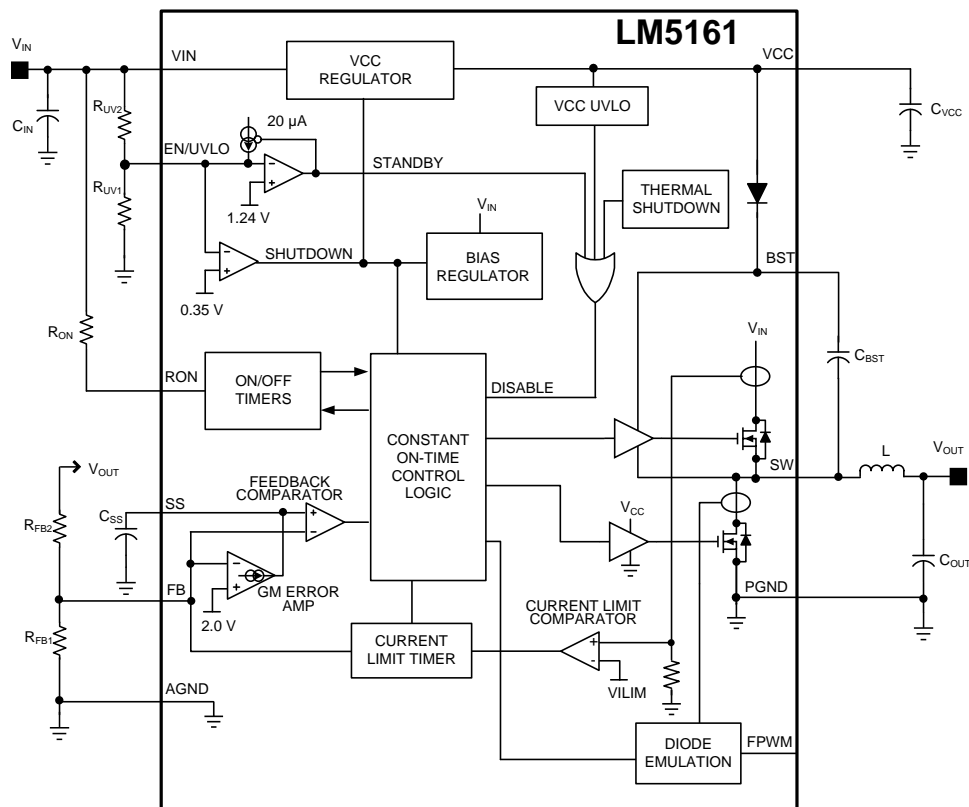 LM5161
VIN
VIN
VCC
REGULATOR
VCC
VCC UVLO
CIN
RUV2
CVCC
20 µA
EN/UVLO
STANDBY
THERMAL
SHUTDOWN
RUV1
1.24 V
VIN
SHUTDOWN
BIAS
REGULATOR
BST
0.35 V
RON
VIN
CBST
RON
ON/OFF
TIMERS
DISABLE
CONSTANT
ON-TIME
CONTROL
LOGIC
SW
L
VOUT
VOUT
FEEDBACK
COMPARATOR
SS
CSS
RFB2
VCC
COUT
FB
GM ERROR
AMP
2.0 V
PGND
CURRENT LIMIT
COMPARATOR
RFB1
CURRENT
LIMIT TIMER
+
-
VILIM
AGND
DIODE
EMULATION
FPWM